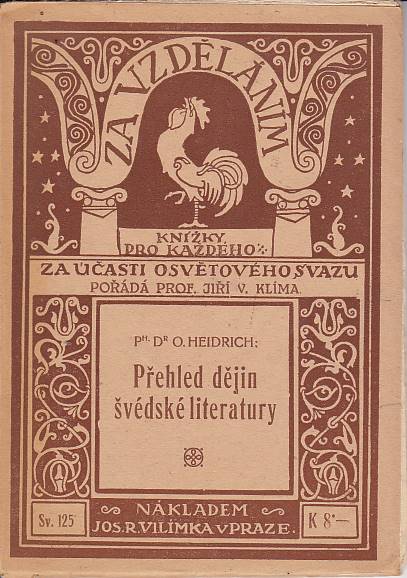 ZA VZDĚLÁNÍM
KNÍŽKY
PRO KAŽDÉHO
ZA ÚČASTI OSVĚTOVÉHO SVAZU
POŘÁDÁ PROF. JIŘÍ V. KLÍMA.
PH. DR O. HEIDRICH:
Přehled dějin
švédské literatury
NÁKLADEM
JOS. R. VILÍMKA V PRAZE.
Sv. 125
K 8·—